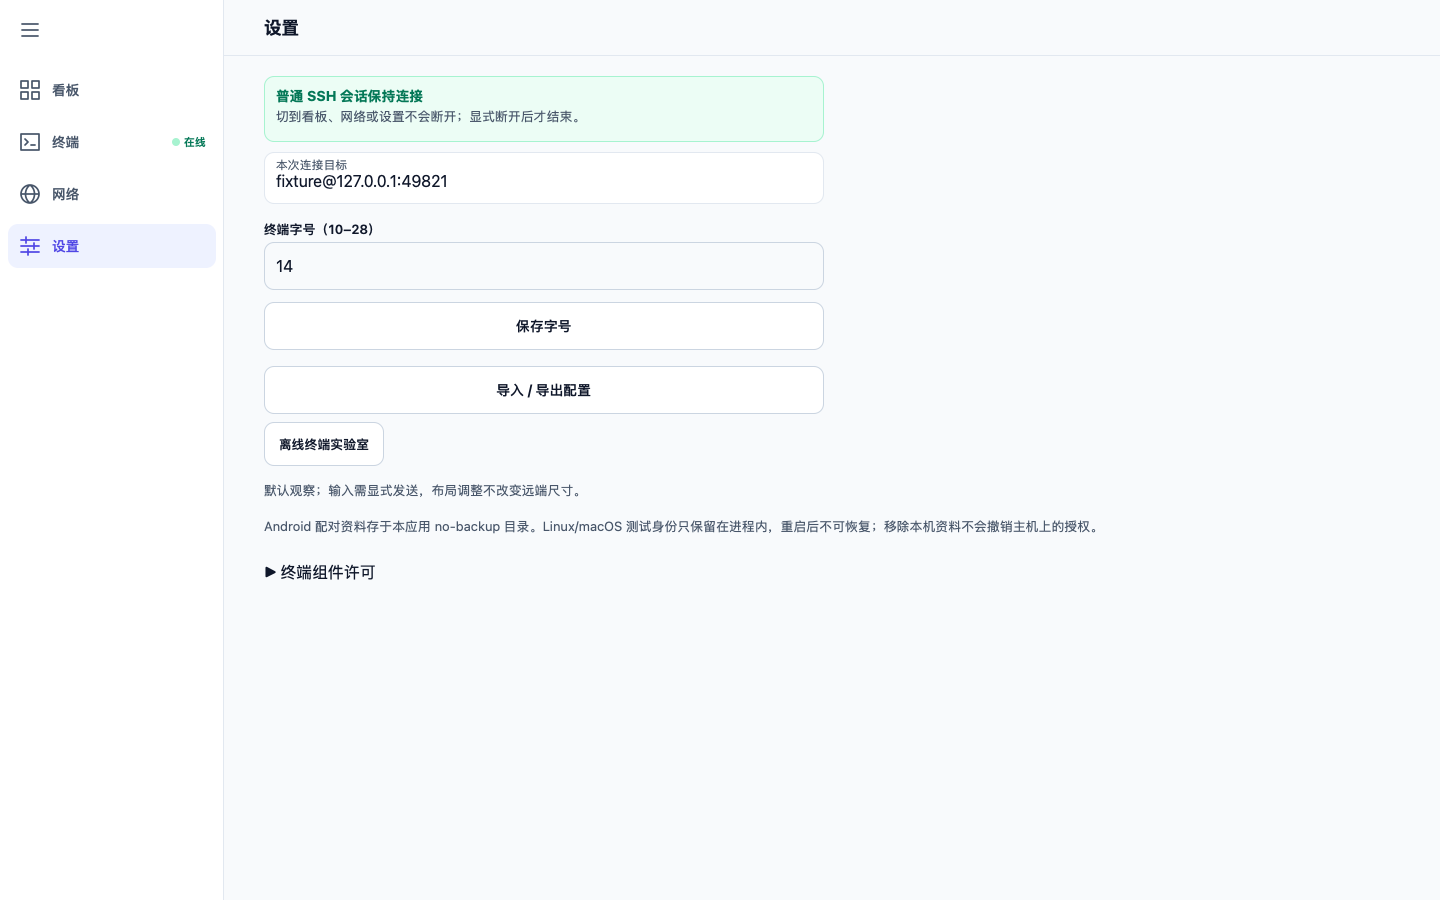 设置
看板
终端
在线
网络
设置
普通 SSH 会话保持连接
切到看板、网络或设置不会断开；显式断开后才结束。
本次连接目标
fixture@127.0.0.1:49821
终端字号（10–28）
14
保存字号
导入 / 导出配置
离线终端实验室
默认观察；输入需显式发送，布局调整不改变远端尺寸。
Android 配对资料存于本应用 no-backup 目录。Linux/macOS 测试身份只保留在进程内，重启后不可恢复；移除本机资料不会撤销主机上的授权。
▶ 终端组件许可